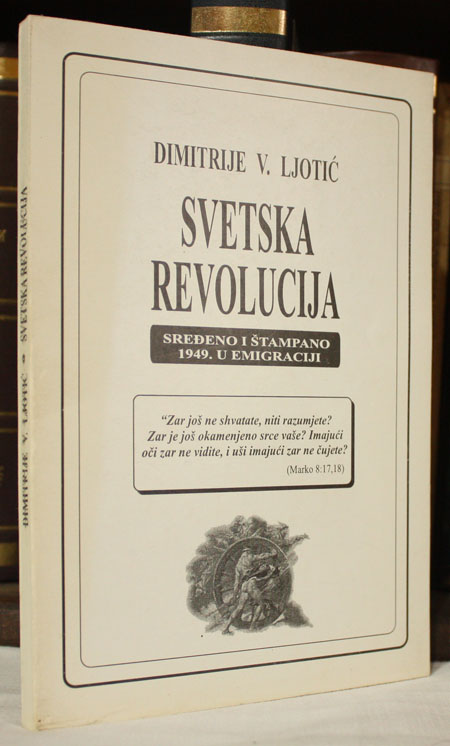 DIMITRIJE V. LJOTIĆ
SVETSKA
REVOLUCIJA
SREĐENO I ŠTAMPANO
1949. U EMIGRACIJI
“Zar još ne shvatate, niti razumjete?
Zar je još okamenjeno srce vaše? Imajući
oči zar ne vidite, i uši imajući zar ne čujete?
(Marko 8:17,18)
DIMITRIJE V. LJOTIĆ * SVETSKA REVOLUCIJA